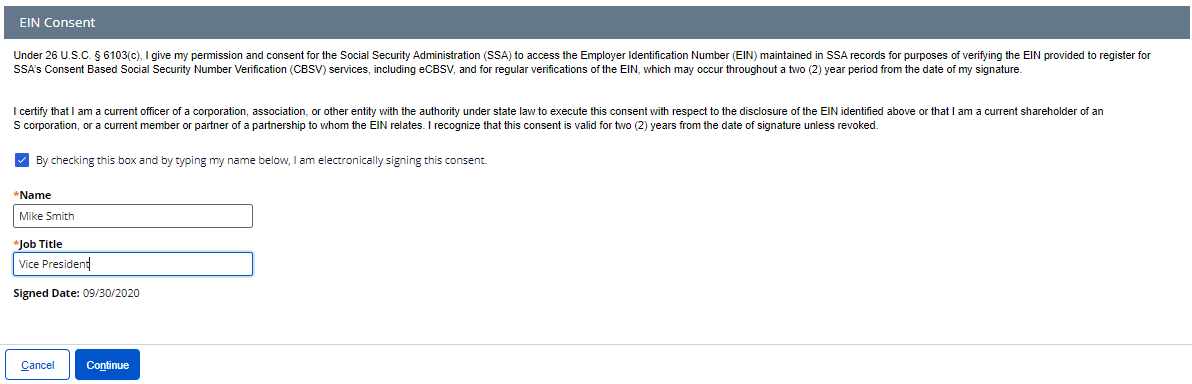 EIN Consent
Under 26 U.S.C. § 6103(c), I give my permission and consent for the Social Security Administration (SSA) to access the Employer Identification Number (EIN) maintained in SSA records for purposes of verifying the EIN provided to register for
SSA's Consent Based Social Security Number Verification (CBSV) services, including eCBSV, and for regular verifications of the EIN, which may occur throughout a two (2) year period from the date of my signature.
I certify that I am a current officer of a corporation, association, or other entity with the authority under state law to execute this consent with respect to the disclosure of the EIN identified above or that I am a current shareholder of an
S corporation, or a current member or partner of a partnership to whom the EIN relates. I recognize that this consent is valid for two (2) years from the date of signature unless revoked.
By checking this box and by typing my name below, I am electronically signing this consent.
*Name
Mike Smith
*Job Title
Vice President
Signed Date: 09/30/2020
Cancel
Continue